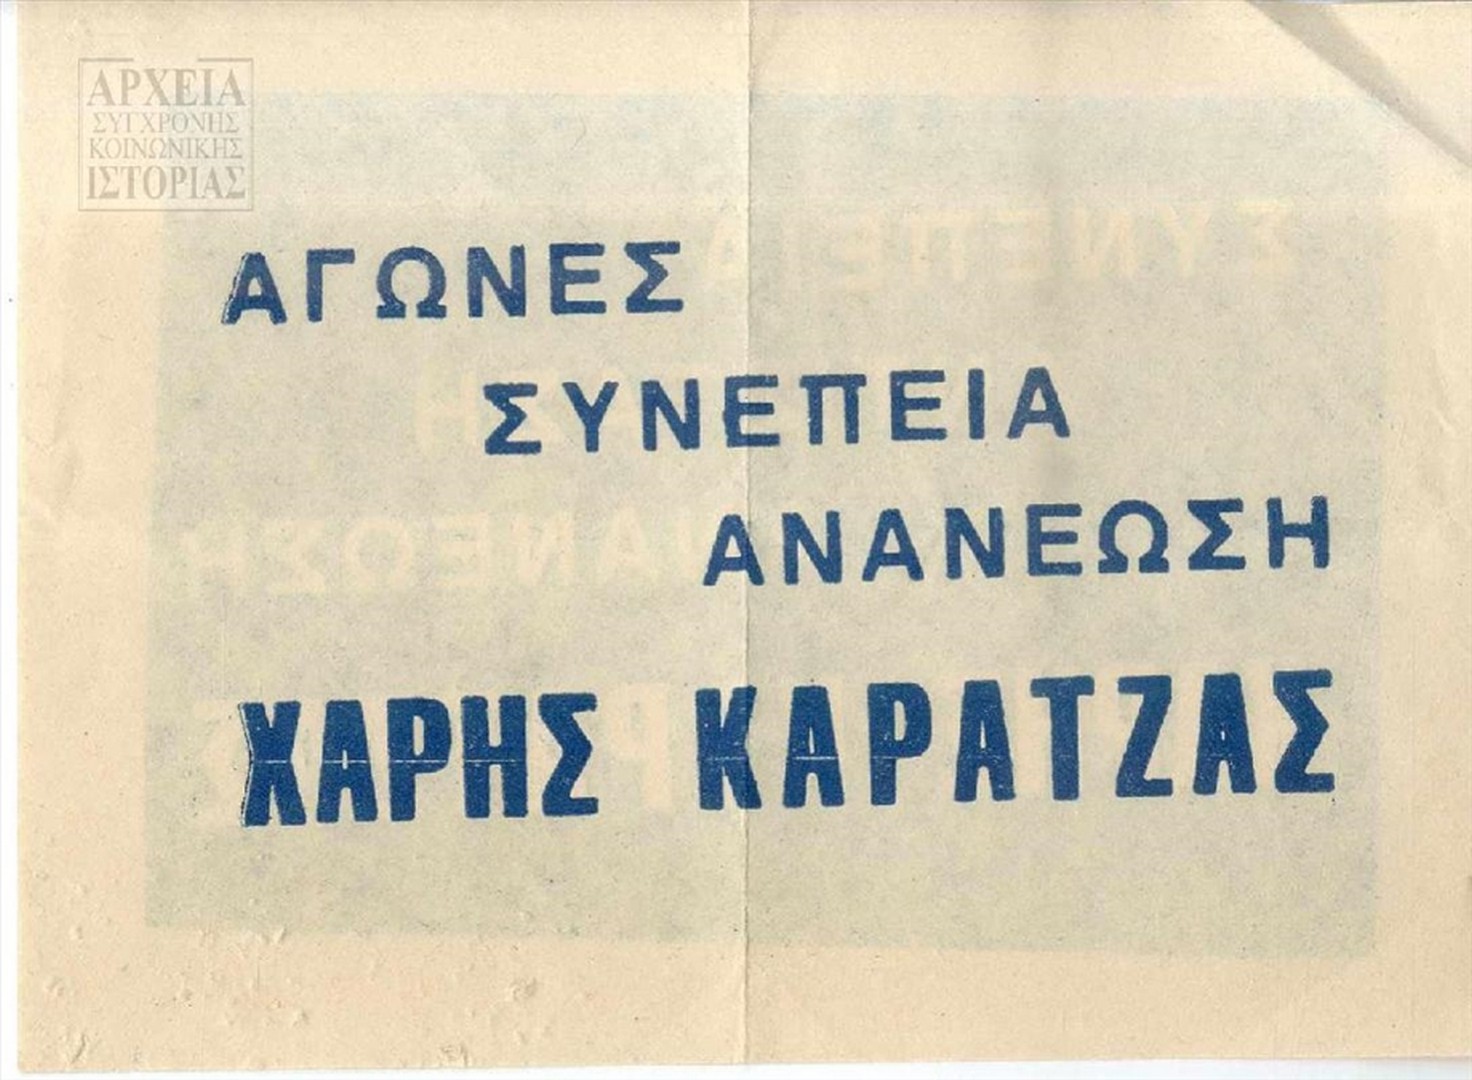 ΑΡΧΕΙΑ
ΣΥΓΧΡΟΝΗΣ
ΚΟΙΝΩΝΙΚΗΣ
ΙΣΤΟΡΙΑΣ
ΑΓΩΝΕΣ
ΣΥΝΕΠΕΙΑ
ΑΝΑΝΕΩΣΗ
ΧΑΡΗΣ ΚΑΡΑΤΖΑΣ